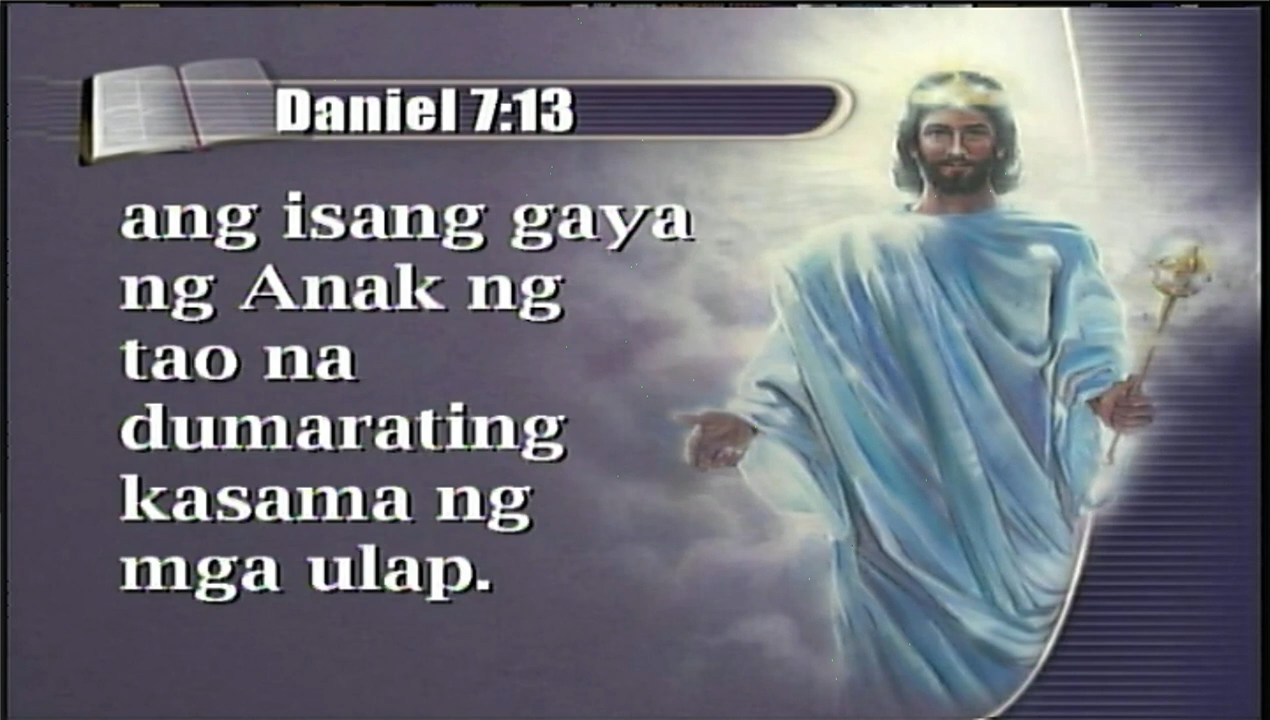 Daniel 7:13
ang isang gaya
ng Anak ng
tao na
dumarating
kasama ng
mga ulap.